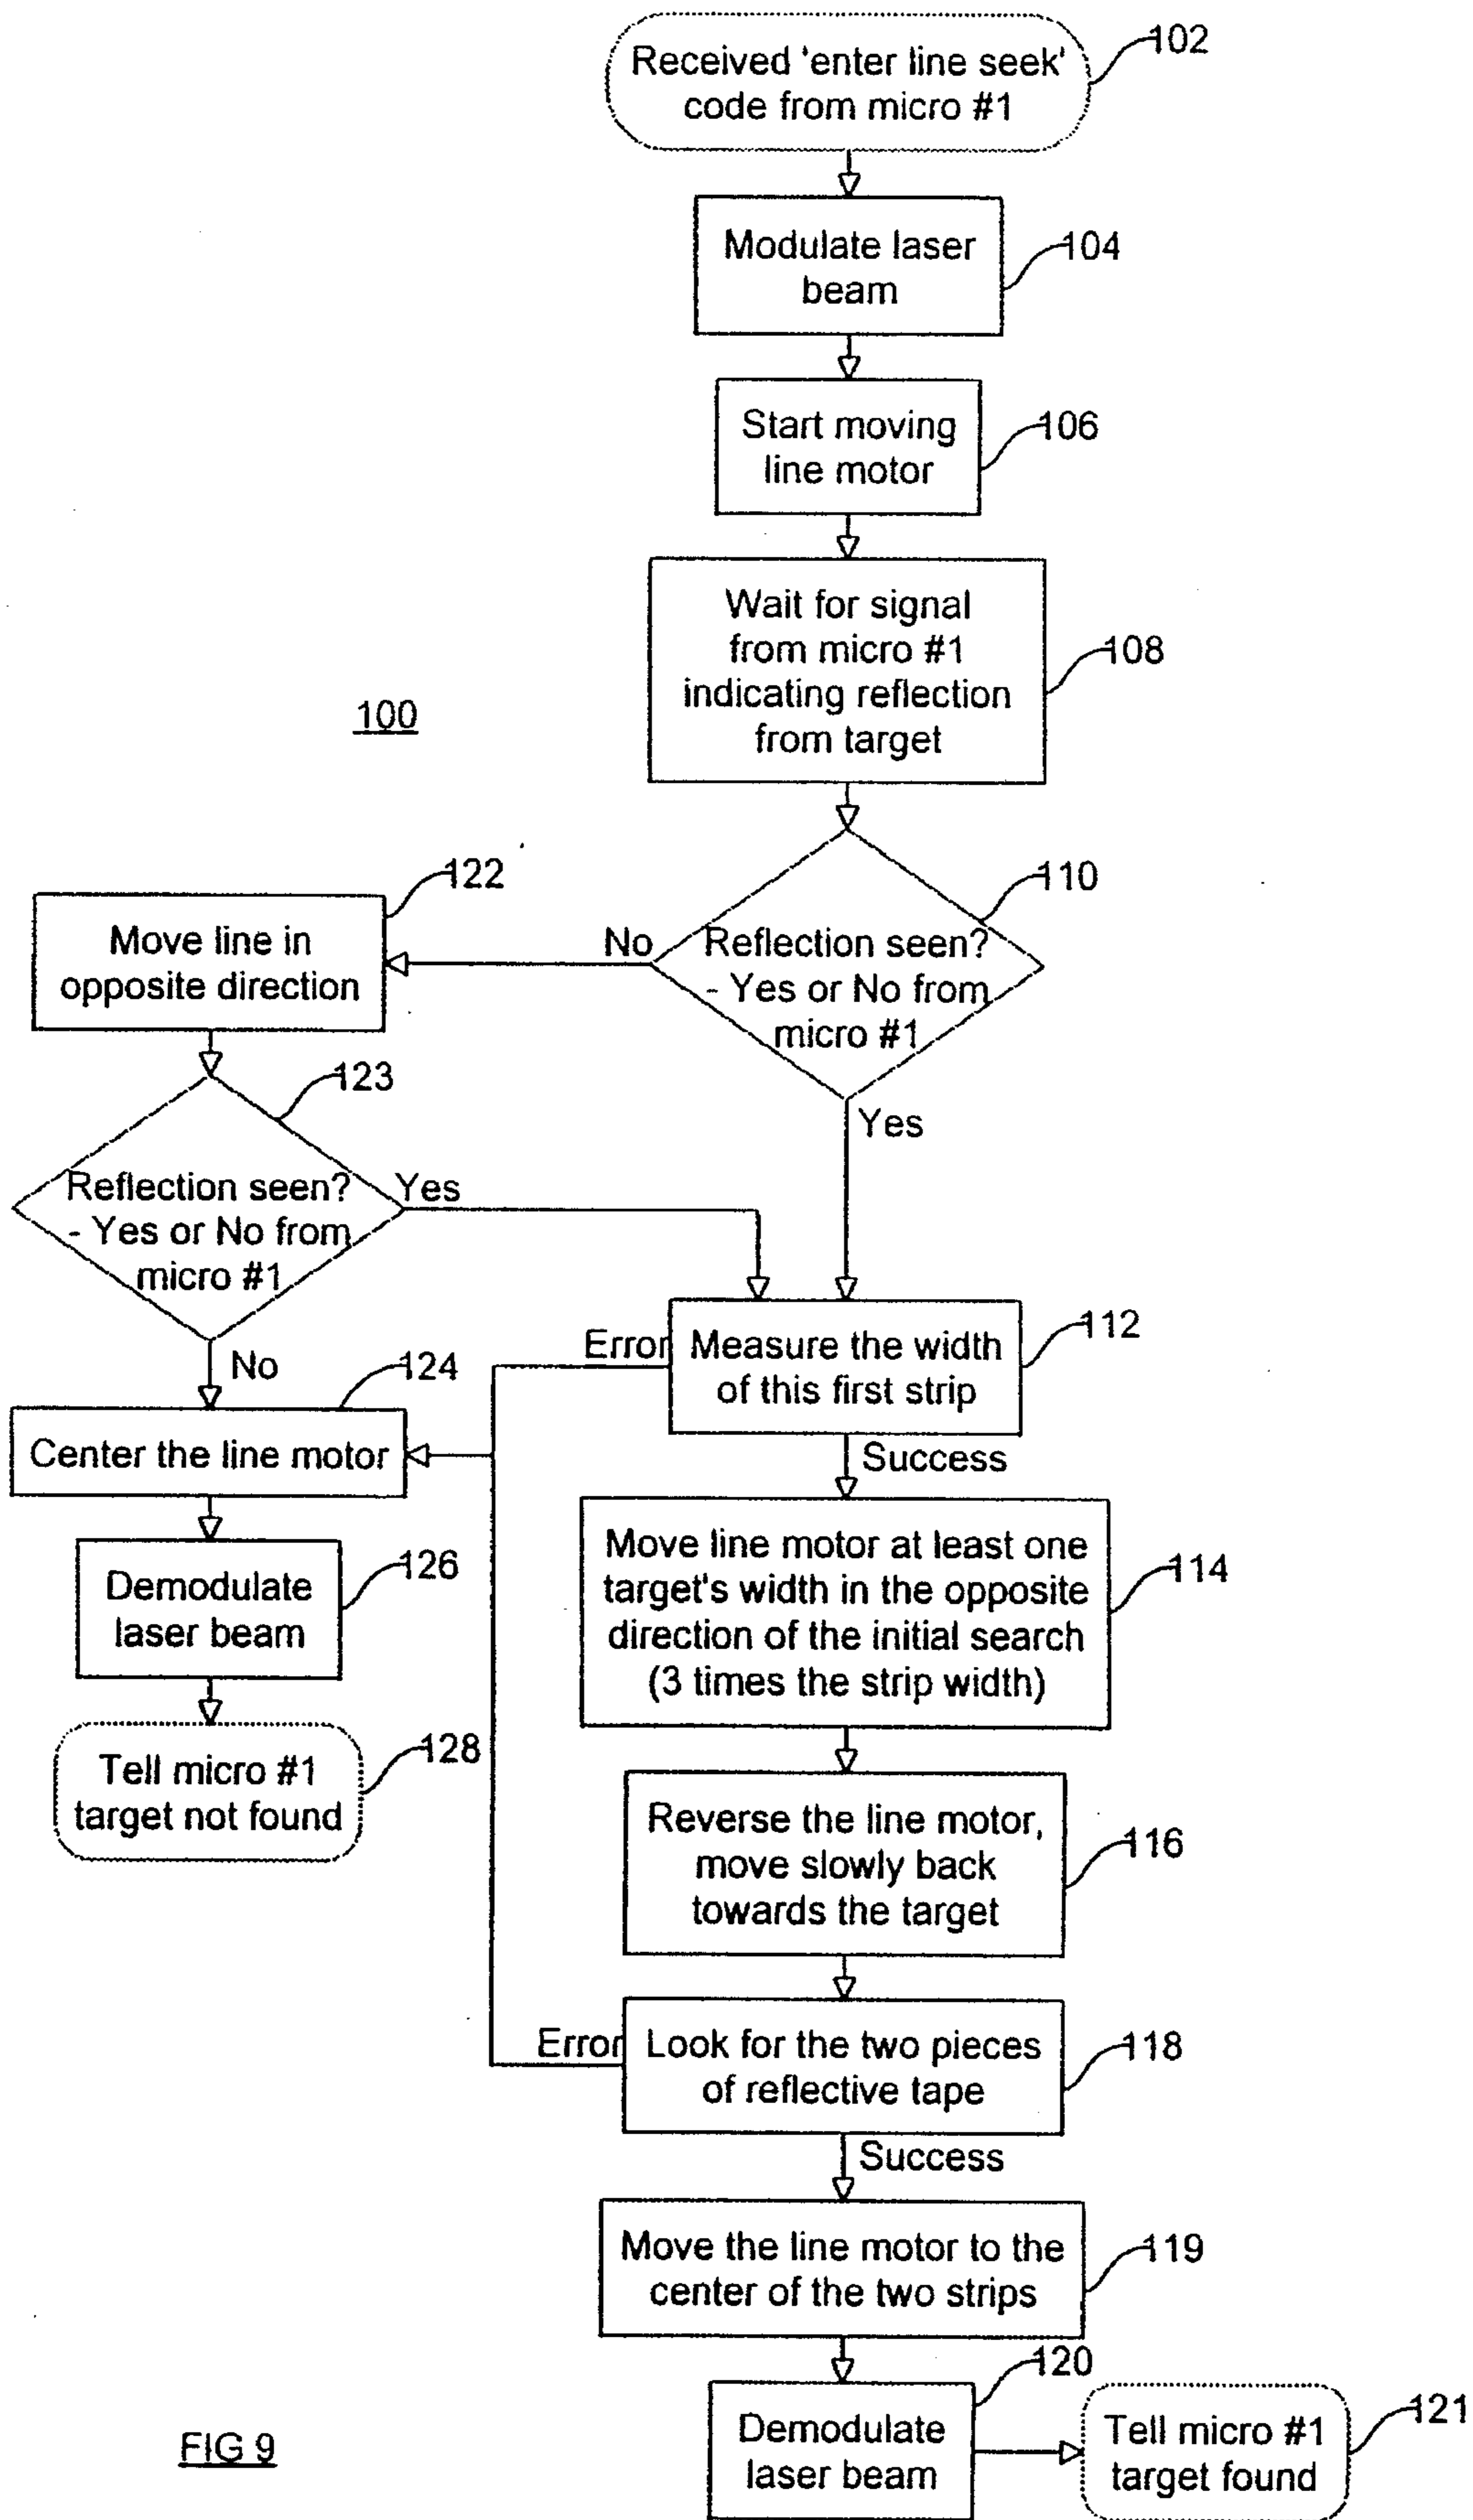 Received 'enter line seek'
code from micro #1
102
Modulate laser
beam
104
Start moving
line motor
106
Wait for signal
from micro #1
indicating reflection
from target
108
100
110
Reflection seen?
- Yes or No from
micro #1
No
Yes
122
Move line in
opposite direction
123
Reflection seen?
- Yes or No from
micro #1
Yes
No
112
Measure the width
of this first strip
Error
Success
124
Center the line motor
126
Demodulate
laser beam
128
Tell micro #1
target not found
Move line motor at least one
target's width in the opposite
direction of the initial search
(3 times the strip width)
114
Reverse the line motor,
move slowly back
towards the target
116
Error
Look for the two pieces
of reflective tape
118
Success
Move the line motor to the
center of the two strips
119
120
Demodulate
laser beam
Tell micro #1
target found
121
FIG 9